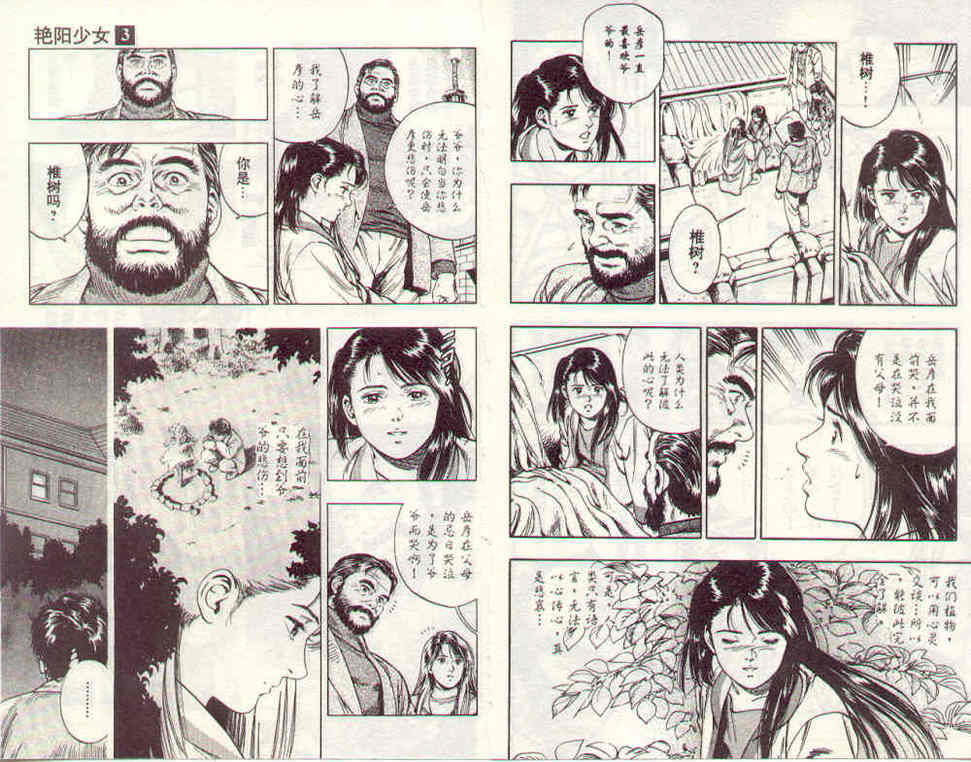 椎树…！
椎树？
岳彦一直
最喜欢爷
爷的！
岳彦在我面
前哭，并不
是在哭泣没
有父母！
人类为什么
无法了解彼
此的心呢？
我们植物，
可以用心灵
交谈…所以
，能彼此完
全了解。
可是，人
类只有语
言，无法
以心传心，真
是悲哀…
艳阳少女 3
爷爷，你为什么
无法明白当你悲
伤时，只会使岳
彦更悲伤呢？
我了解岳
彦的心…
你是…
椎树吗？
岳彦在父母
的忌日哭泣
，是为了爷
爷而哭啊！
在我面前
只要想到爷
爷的悲伤…
………